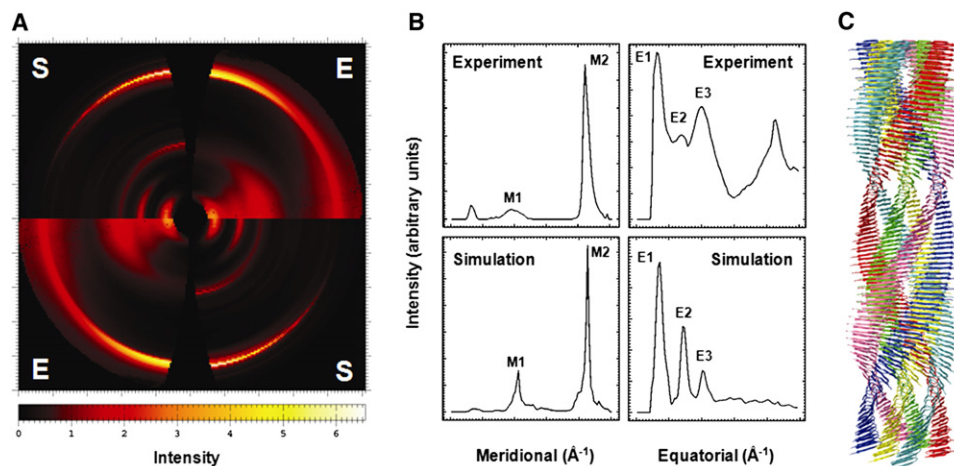 A
S E
E S
0 1 2 3 4 5 6
Intensity
B
Intensity (arbitrary units)
Experiment
M1
M2
E1
E2
E3
Experiment
Simulation
M1
M2
E1
E2
E3
Simulation
Meridional (Å-1)
Equatorial (Å-1)
C